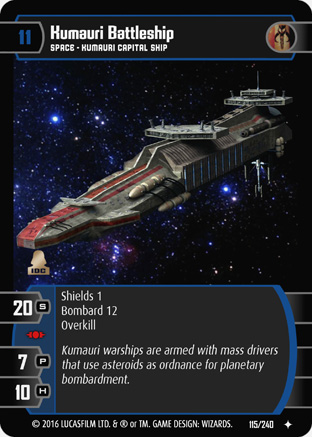 11
Kumauri Battleship
SPACE - KUMAURI CAPITAL SHIP
IDC
20 S
Shields 1
Bombard 12
Overkill
7 P
10 H
Kumauri warships are armed with mass drivers
that use asteroids as ordnance for planetary
bombardment.
© 2016 LUCASFILM LTD. & ® or TM. GAME DESIGN: WIZARDS.
115/240